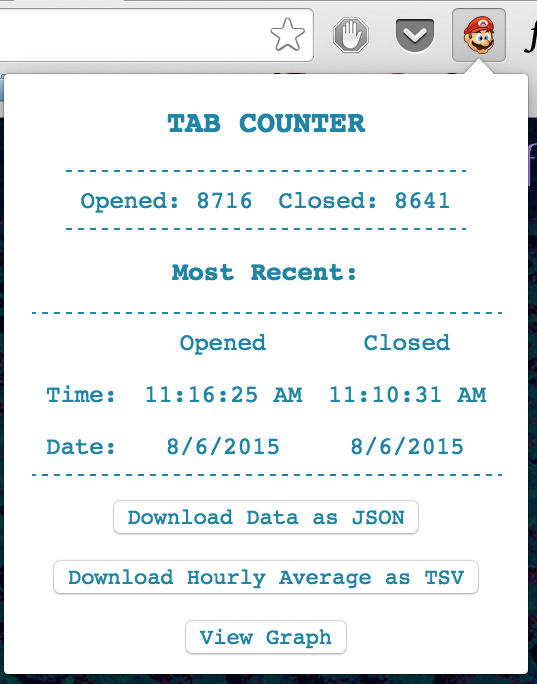 TAB COUNTER
Opened: 8716 Closed: 8641
Most Recent:
Opened Closed
Time: 11:16:25 AM 11:10:31 AM
Date: 8/6/2015 8/6/2015
Download Data as JSON
Download Hourly Average as TSV
View Graph